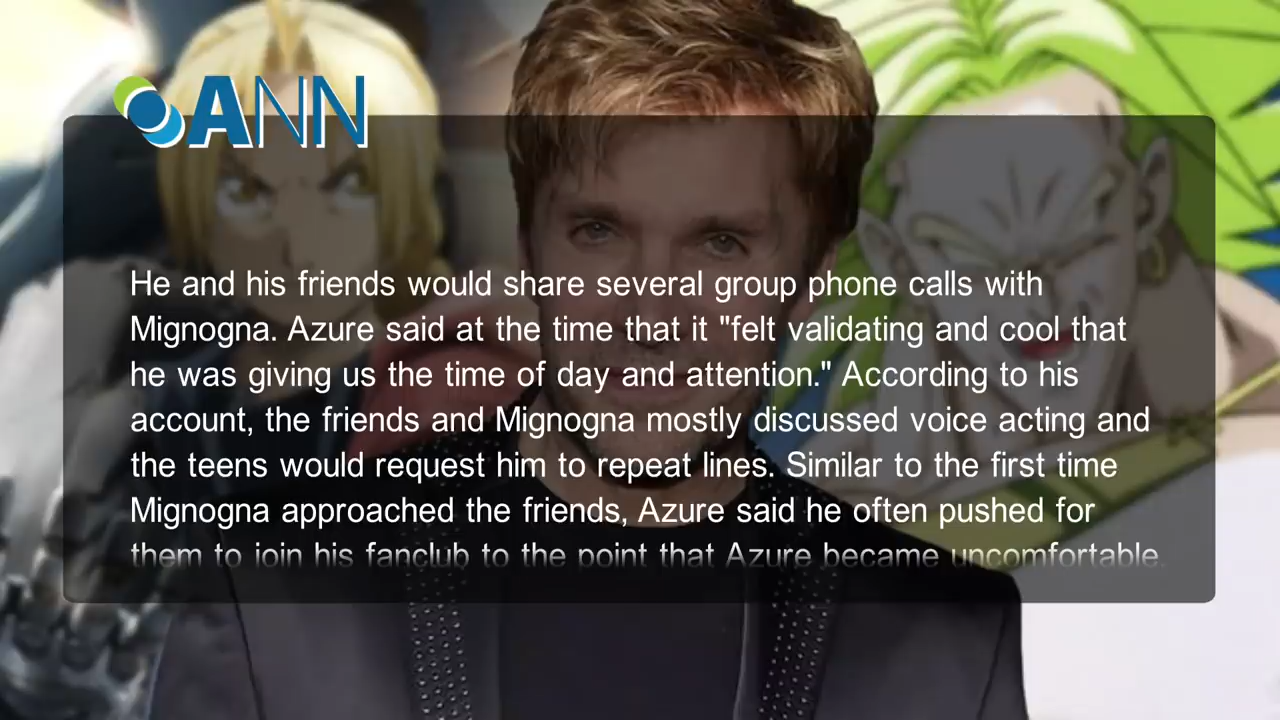 ANN
He and his friends would share several group phone calls with
Mignogna. Azure said at the time that it "felt validating and cool that
he was giving us the time of day and attention." According to his
account, the friends and Mignogna mostly discussed voice acting and
the teens would request him to repeat lines. Similar to the first time
Mignogna approached the friends, Azure said he often pushed for
them to join his fanclub to the point that Azure became uncomfortable.